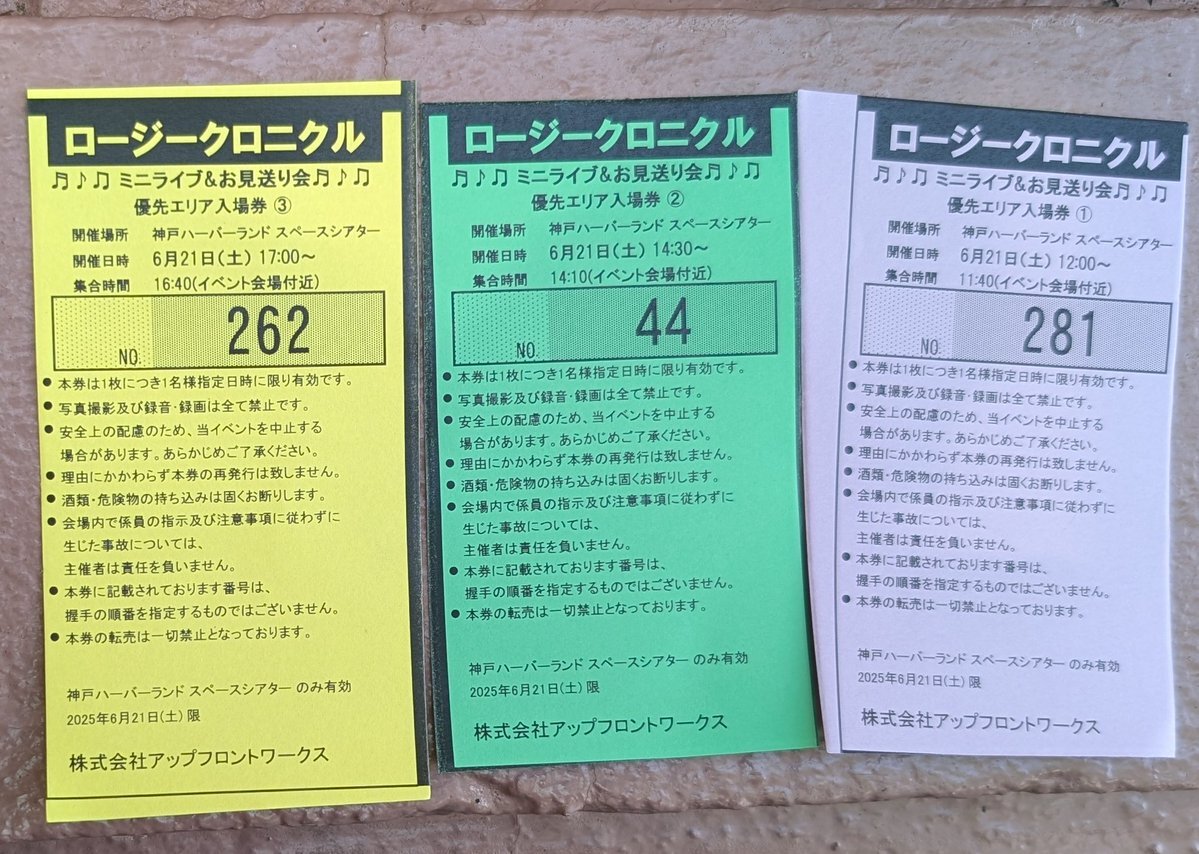 ロージークロニクル
♬♪♫ ミニライブ&お見送り会♬♪♫
優先エリア入場券 ③
開催場所 神戸ハーバーランド スペースシアター
開催日時 6月21日(土) 17:00～
集合時間 16:40(イベント会場付近)
NO. 262
● 本券は1枚につき1名様指定日時に限り有効です。
● 写真撮影及び録音・録画は全て禁止です。
● 安全上の配慮のため、当イベントを中止する
場合があります。あらかじめご了承ください。
● 理由にかかわらず本券の再発行は致しません。
● 酒類・危険物の持ち込みは固くお断りします。
● 会場内で係員の指示及び注意事項に従わずに
生じた事故については、
主催者は責任を負いません。
● 本券に記載されております番号は、
握手の順番を指定するものではございません。
● 本券の転売は一切禁止となっております。
神戸ハーバーランド スペースシアター のみ有効
2025年6月21日(土) 限
株式会社アップフロントワークス
ロージークロニクル
♬♪♫ ミニライブ&お見送り会♬♪♫
優先エリア入場券 ②
開催場所 神戸ハーバーランド スペースシアター
開催日時 6月21日(土) 14:30～
集合時間 14:10(イベント会場付近)
NO. 44
● 本券は1枚につき1名様指定日時に限り有効です。
● 写真撮影及び録音・録画は全て禁止です。
● 安全上の配慮のため、当イベントを中止する
場合があります。あらかじめご了承ください。
● 理由にかかわらず本券の再発行は致しません。
● 酒類・危険物の持ち込みは固くお断りします。
● 会場内で係員の指示及び注意事項に従わずに
生じた事故については、
主催者は責任を負いません。
● 本券に記載されております番号は、
握手の順番を指定するものではございません。
● 本券の転売は一切禁止となっております。
神戸ハーバーランド スペースシアター のみ有効
2025年6月21日(土) 限
株式会社アップフロントワークス
ロージークロニクル
♬♪♫ ミニライブ&お見送り会♬♪♫
優先エリア入場券 ①
開催場所 神戸ハーバーランド スペースシアター
開催日時 6月21日(土) 12:00～
集合時間 11:40(イベント会場付近)
NO. 281
● 本券は1枚につき1名様指定日時に限り有効です。
● 写真撮影及び録音・録画は全て禁止です。
● 安全上の配慮のため、当イベントを中止する
場合があります。あらかじめご了承ください。
● 理由にかかわらず本券の再発行は致しません。
● 酒類・危険物の持ち込みは固くお断りします。
● 会場内で係員の指示及び注意事項に従わずに
生じた事故については、
主催者は責任を負いません。
● 本券に記載されております番号は、
握手の順番を指定するものではございません。
● 本券の転売は一切禁止となっております。
神戸ハーバーランド スペースシアター のみ有効
2025年6月21日(土) 限
株式会社アップフロントワークス